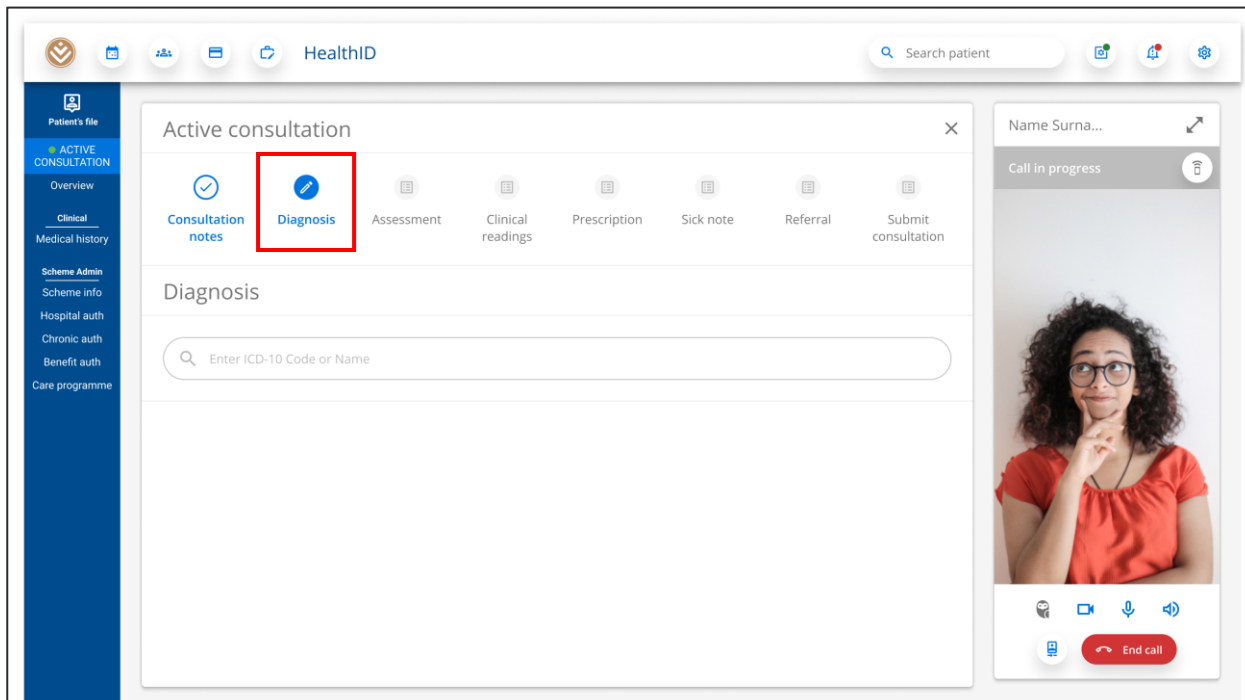 HealthID
Search patient
Patient's file
ACTIVE
CONSULTATION
Overview
Clinical
Medical history
Scheme Admin
Scheme info
Hospital auth
Chronic auth
Benefit auth
Care programme
Active consultation
Consultation
notes
Diagnosis
Assessment
Clinical
readings
Prescription
Sick note
Referral
Submit
consultation
Diagnosis
Enter ICD-10 Code or Name
Name Surna...
Call in progress
End call